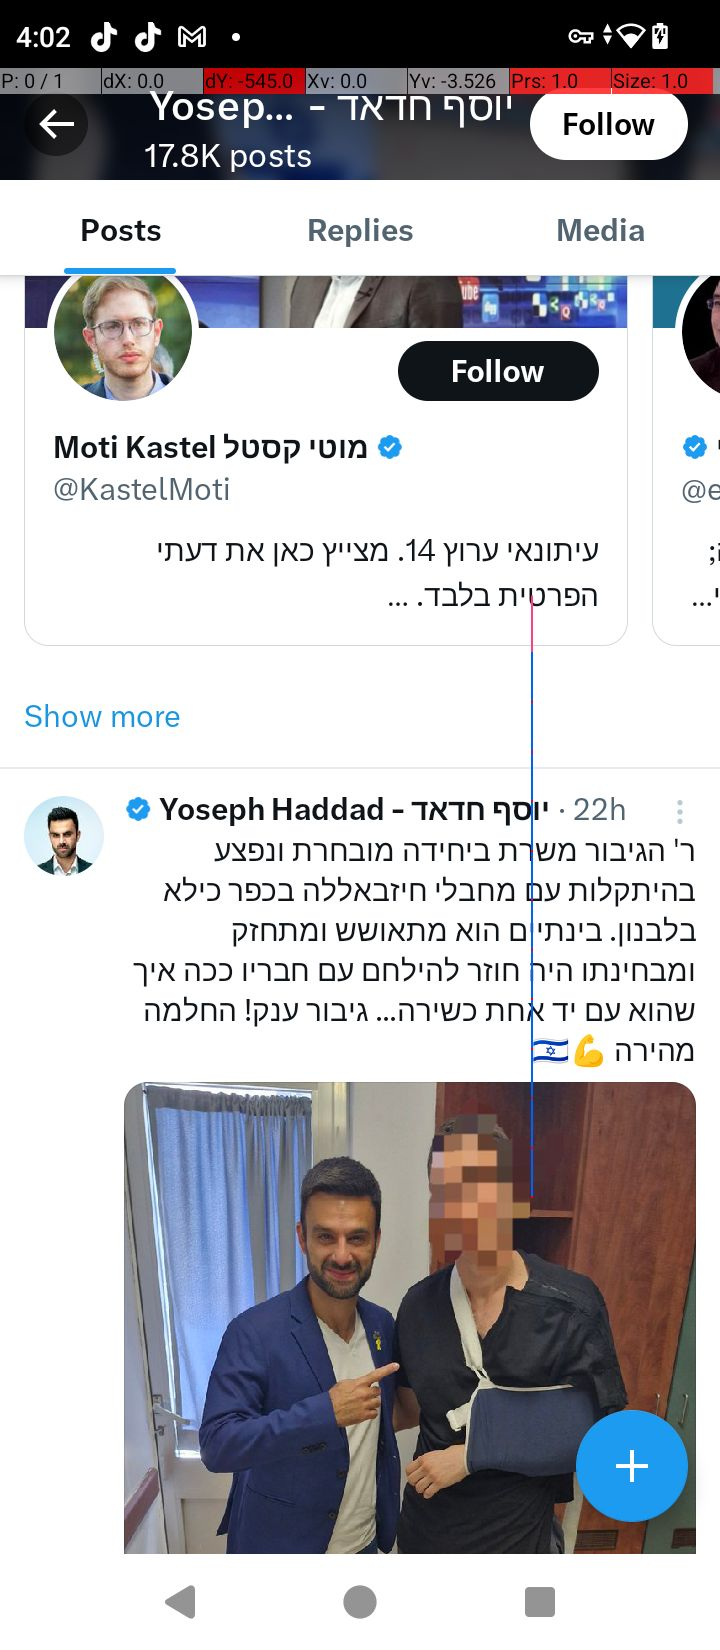 4:02
P: 0 / 1 dX: 0.0 dY: -545.0 Xv: 0.0 Yv: -3.526 Prs: 1.0 Size: 1.0
Yosep... - יוסף חדאד
Follow
17.8K posts
Posts Replies Media
Follow
Moti Kastel מוטי קסטל
@KastelMoti
@e
עיתונאי ערוץ 14. מצייץ כאן את דעתי
הפרטית בלבד. ...
Show more
Yoseph Haddad - יוסף חדאד · 22h
ר' הגיבור משרת ביחידה מובחרת ונפצע
בהיתקלות עם מחבלי חיזבאללה בכפר כילא
בלבנון. בינתיים הוא מתאושש ומתחזק
ומבחינתו היה חוזר להילחם עם חבריו ככה איך
שהוא עם יד אחת כשירה... גיבור ענק! החלמה
מהירה 💪🇮🇱